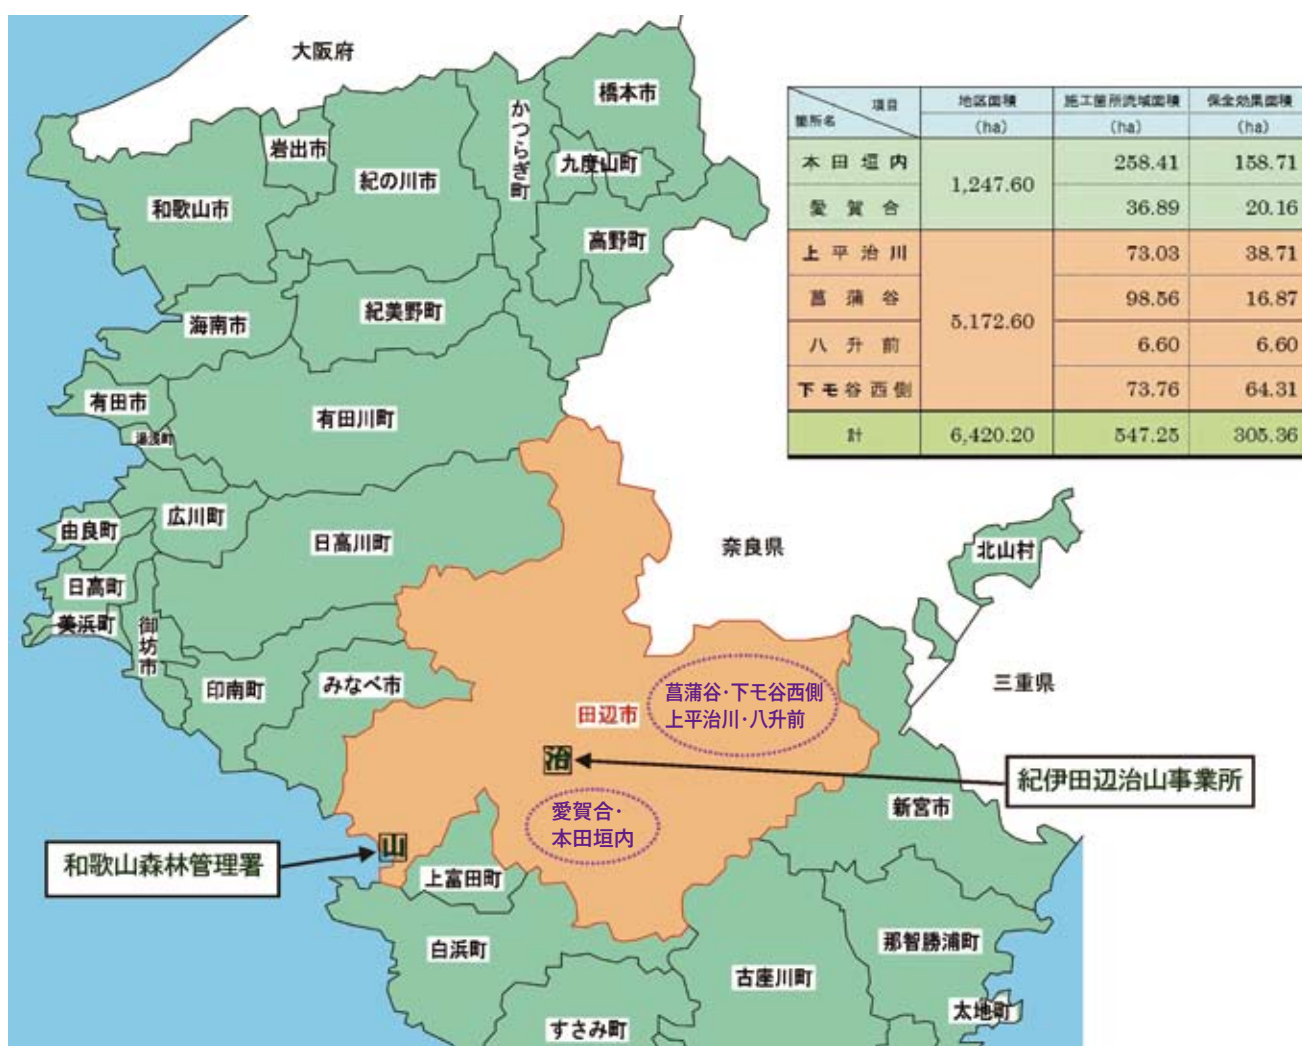 大阪府
橋本市
かつらぎ町
岩出市
紀の川市
九度山町
和歌山市
高野町
海南市
紀美野町
有田市
有田川町
湯浅町
広川町
由良町
日高川町
日高町
美浜町
御坊市
印南町
みなべ市
奈良県
北山村
三重県
田辺市
菖蒲谷・下モ谷西側
上平治川・八升前
治
紀伊田辺治山事業所
愛賀合・
本田垣内
新宮市
山
和歌山森林管理署
上富田町
白浜町
那智勝浦町
古座川町
太地町
すさみ町
項目 地区面積 施工箇所流域面積 保全効果面積
箇所名 (ha) (ha) (ha)
本田垣内 1,247.60 258.41 158.71
愛賀合 36.89 20.16
上平治川 5,172.60 73.03 38.71
菖蒲谷 98.56 16.87
八升前 6.60 6.60
下モ谷西側 73.76 64.31
計 6,420.20 547.25 305.36